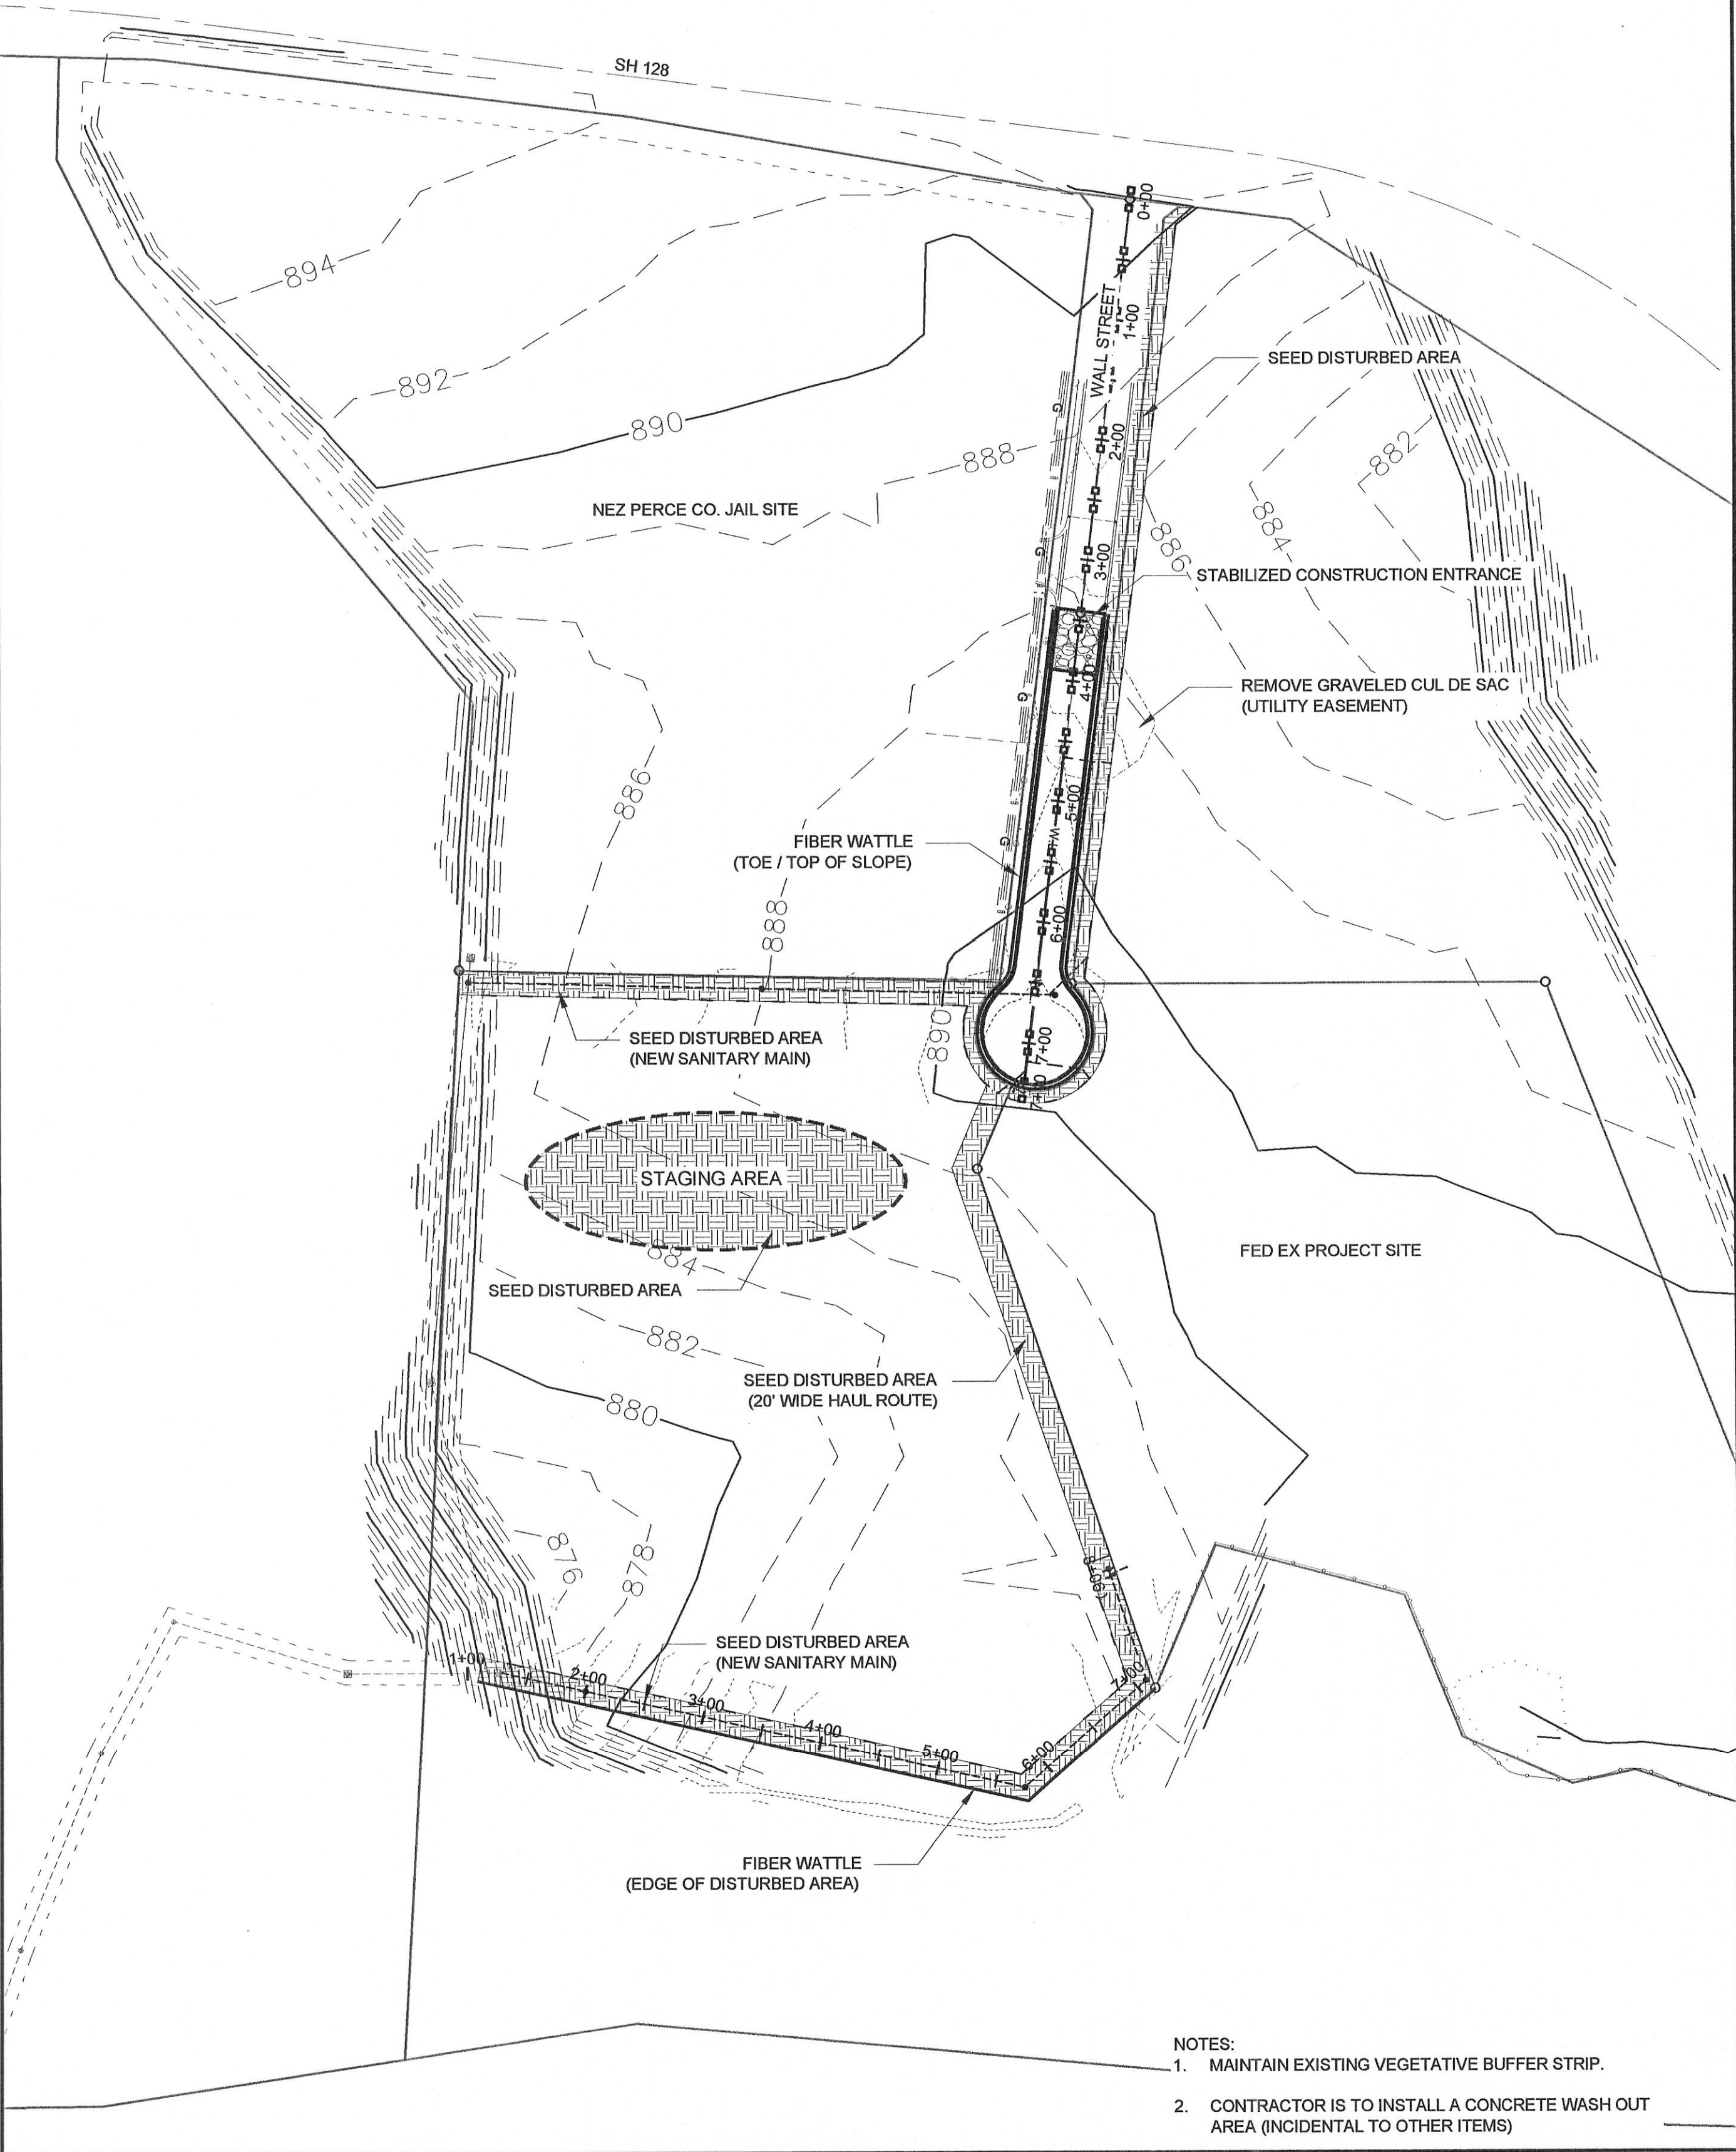 SH 128
0+00
894
WALL STREET
1+00
SEED DISTURBED AREA
892
G
890
2+00
888
882
NEZ PERCE CO. JAIL SITE
884
886
G
3+00
STABILIZED CONSTRUCTION ENTRANCE
4+00
G
REMOVE GRAVELED CUL DE SAC
(UTILITY EASEMENT)
886
5+00
W
FIBER WATTLE
(TOE / TOP OF SLOPE)
G
888
6+00
890
SEED DISTURBED AREA
(NEW SANITARY MAIN)
7+00
STAGING AREA
884
FED EX PROJECT SITE
SEED DISTURBED AREA
882
SEED DISTURBED AREA
(20' WIDE HAUL ROUTE)
880
876
878
SEED DISTURBED AREA
(NEW SANITARY MAIN)
1+00
2+00
3+00
4+00
5+00
6+00
7+00
FIBER WATTLE
(EDGE OF DISTURBED AREA)
NOTES:
1. MAINTAIN EXISTING VEGETATIVE BUFFER STRIP.
2. CONTRACTOR IS TO INSTALL A CONCRETE WASH OUT
AREA (INCIDENTAL TO OTHER ITEMS)